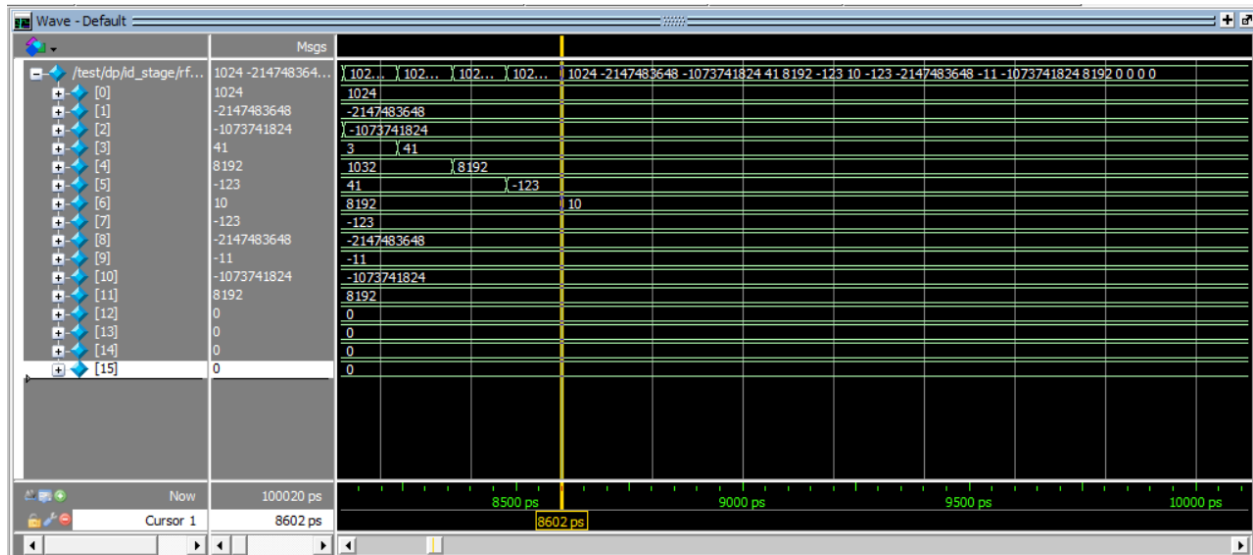 Wave - Default
Msgs
/test/dp/id_stage/rf... 1024 -214748364... 102... 102... 102... 102... 1024 -2147483648 -1073741824 41 8192 -123 10 -123 -2147483648 -11 -1073741824 8192 0 0 0 0
[0] 1024 1024
[1] -2147483648 -2147483648
[2] -1073741824 -1073741824
[3] 41 3 41
[4] 8192 1032 8192
[5] -123 41 -123
[6] 10 8192 10
[7] -123 -123
[8] -2147483648 -2147483648
[9] -11 -11
[10] -1073741824 -1073741824
[11] 8192 8192
[12] 0 0
[13] 0 0
[14] 0 0
[15] 0 0
Now 100020 ps 8500 ps 9000 ps 9500 ps 10000 ps
Cursor 1 8602 ps 8602 ps